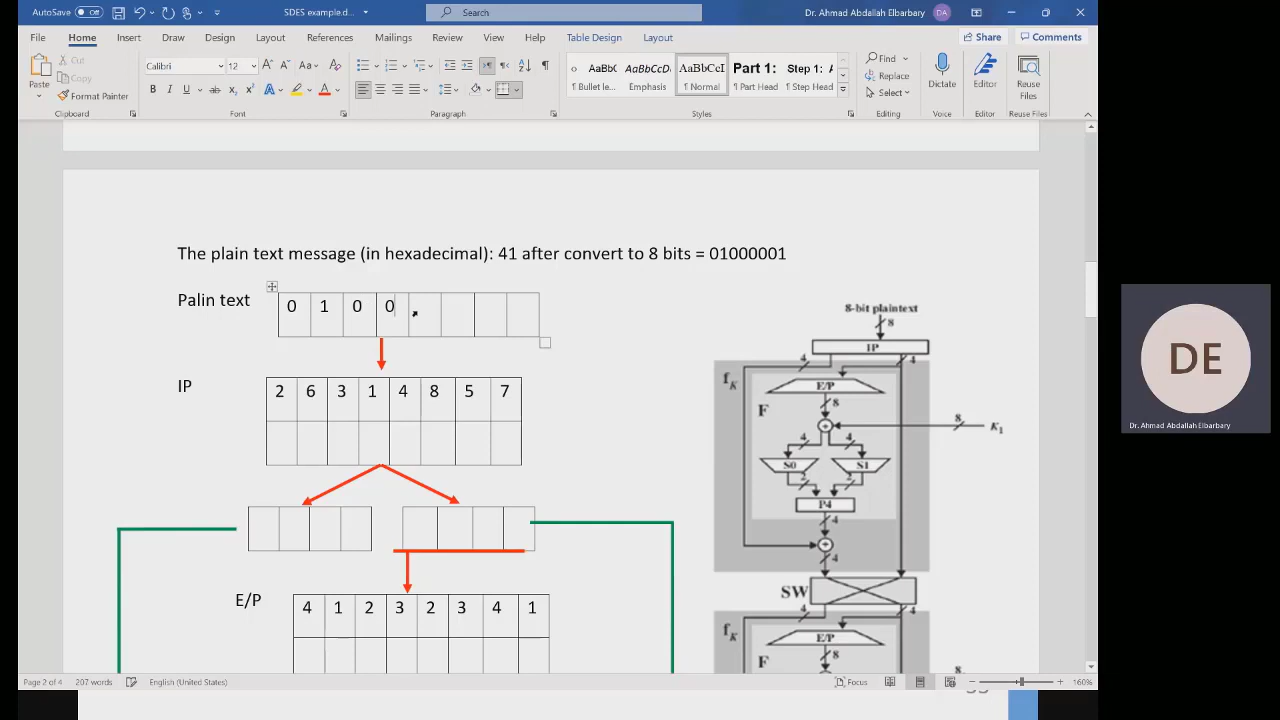 AutoSave Off SDES example.d... Search Dr. Ahmad Abdallah Elbarbary DA
File Home Insert Draw Design Layout References Mailings Review View Help Table Design Layout Share Comments
Paste
Cut
Copy
Format Painter
Calibri 12
AaBbC AaBbCcD AaBbCcI Part 1: Step 1: A
¶ Bullet le... Emphasis ¶ Normal ¶ Part Head ¶ Step Head
Find
Replace
Select
Dictate
Editor
Reuse Files
Clipboard Font Paragraph Styles Editing Voice Editor Reuse Files
The plain text message (in hexadecimal): 41 after convert to 8 bits = 01000001
Palin text 0 1 0 0
IP 2 6 3 1 4 8 5 7
E/P 4 1 2 3 2 3 4 1
8-bit plaintext
8
IP
4 4
fK
E/P
F 8
+ 8 K1
4 4
S0 S1
2 2
P4
4
+
4
SW
4 4
fK
E/P
F
8
DE
Dr. Ahmad Abdallah Elbarbary
Page 2 of 4 207 words English (United States) Focus 160%